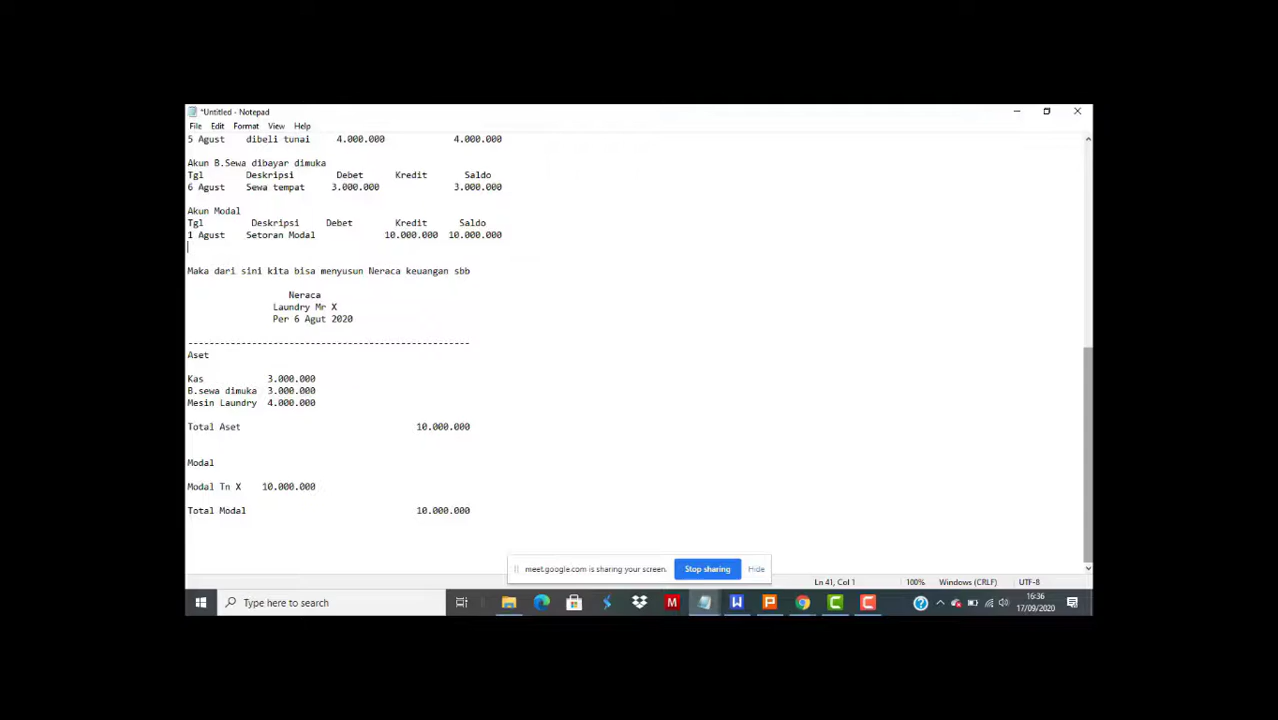 *Untitled - Notepad
File Edit Format View Help
5 Agust dibeli tunai 4.000.000 4.000.000
Akun B.Sewa dibayar dimuka
Tgl Deskripsi Debet Kredit Saldo
6 Agust Sewa tempat 3.000.000 3.000.000
Akun Modal
Tgl Deskripsi Debet Kredit Saldo
1 Agust Setoran Modal 10.000.000 10.000.000
Maka dari sini kita bisa menyusun Neraca keuangan sbb
Neraca
Laundry Mr X
Per 6 Agut 2020
-----------------------------------------------------
Aset
Kas 3.000.000
B.sewa dimuka 3.000.000
Mesin Laundry 4.000.000
Total Aset 10.000.000
Modal
Modal Tn X 10.000.000
Total Modal 10.000.000
meet.google.com is sharing your screen. Stop sharing Hide
Ln 41, Col 1 100% Windows (CRLF) UTF-8
Type here to search
16:36
17/09/2020